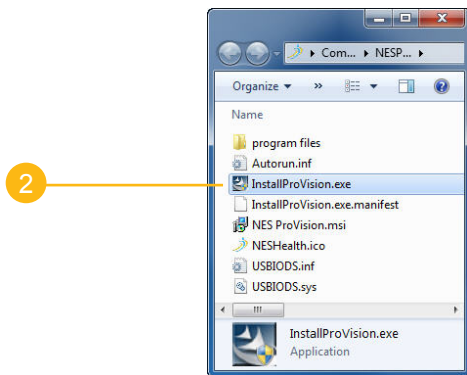 Com... NESP...
Organize
Name
program files
Autorun.inf
2
InstallProVision.exe
InstallProVision.exe.manifest
NES ProVision.msi
NESHealth.ico
USBIODS.inf
USBIODS.sys
InstallProVision.exe
Application